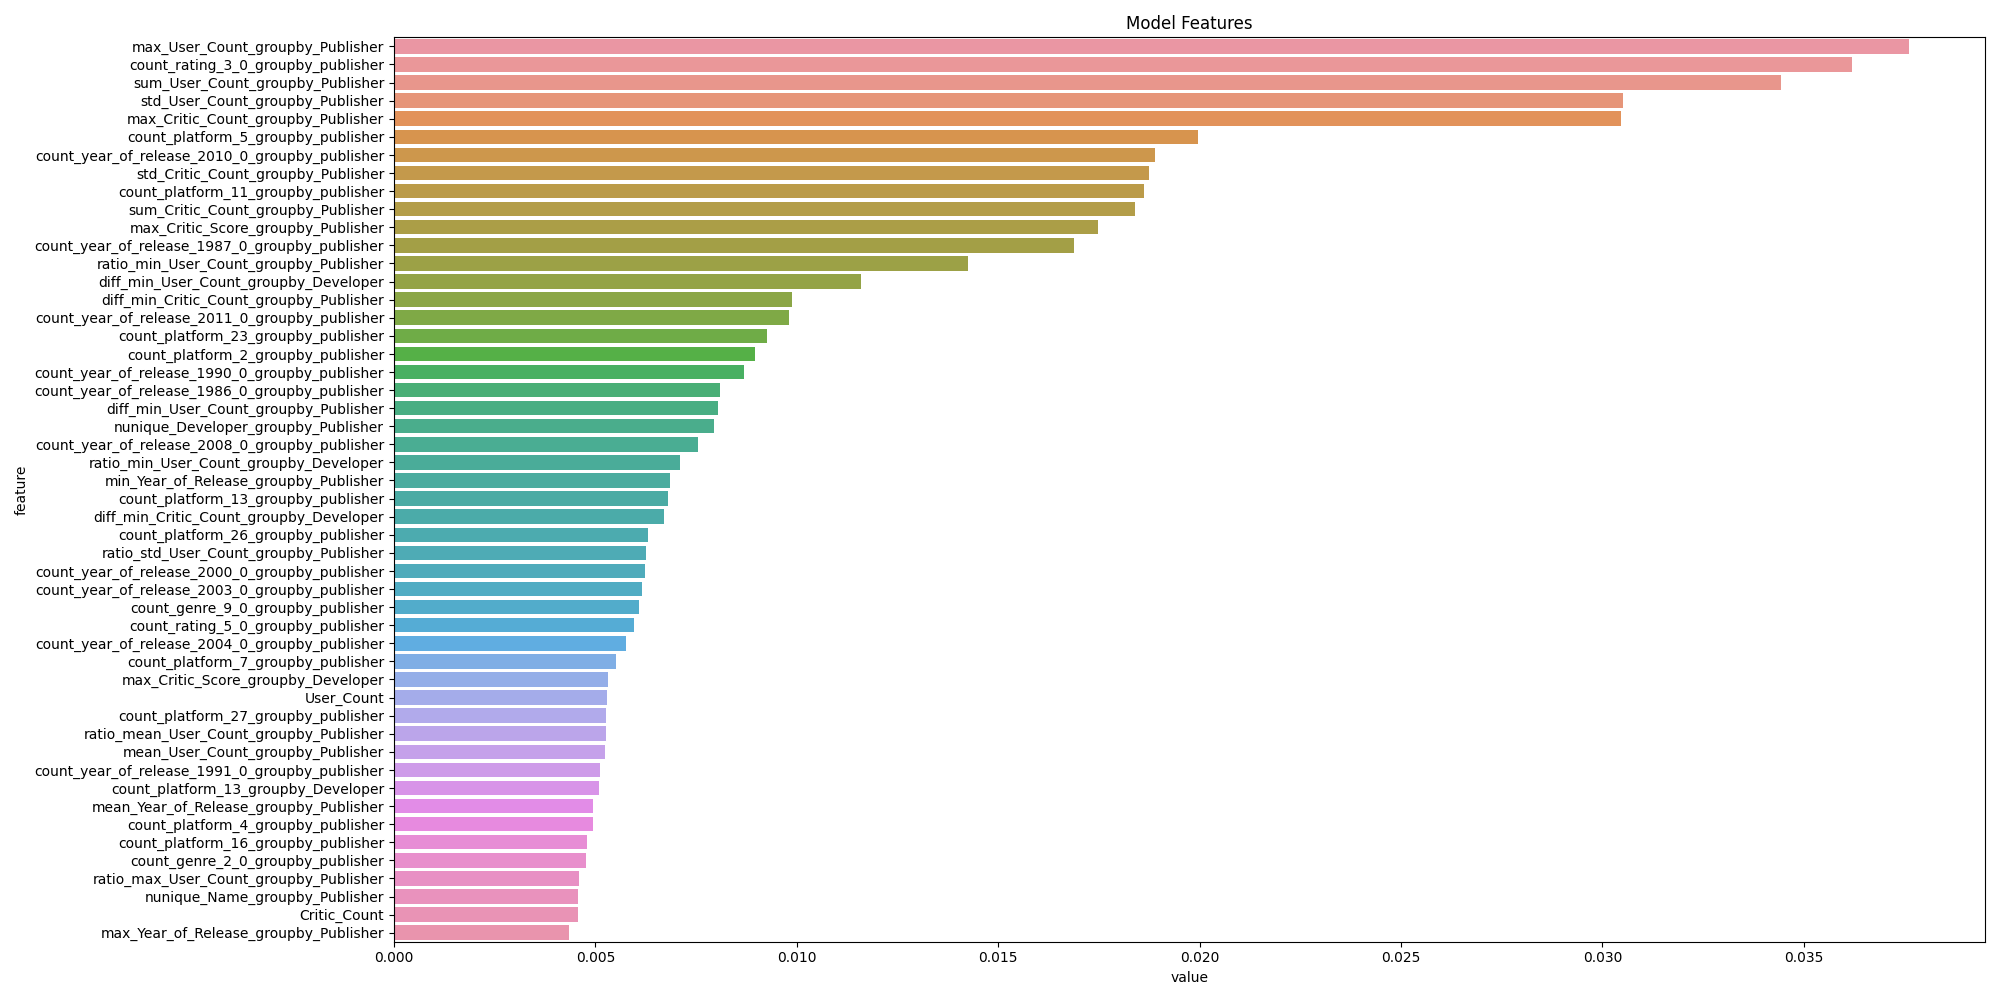 Model Features
max_User_Count_groupby_Publisher
count_rating_3_0_groupby_publisher
sum_User_Count_groupby_Publisher
std_User_Count_groupby_Publisher
max_Critic_Count_groupby_Publisher
count_platform_5_groupby_publisher
count_year_of_release_2010_0_groupby_publisher
std_Critic_Count_groupby_Publisher
count_platform_11_groupby_publisher
sum_Critic_Count_groupby_Publisher
max_Critic_Score_groupby_Publisher
count_year_of_release_1987_0_groupby_publisher
ratio_min_User_Count_groupby_Publisher
diff_min_User_Count_groupby_Developer
diff_min_Critic_Count_groupby_Publisher
count_year_of_release_2011_0_groupby_publisher
count_platform_23_groupby_publisher
count_platform_2_groupby_publisher
count_year_of_release_1990_0_groupby_publisher
count_year_of_release_1986_0_groupby_publisher
diff_min_User_Count_groupby_Publisher
nunique_Developer_groupby_Publisher
count_year_of_release_2008_0_groupby_publisher
ratio_min_User_Count_groupby_Developer
min_Year_of_Release_groupby_Publisher
count_platform_13_groupby_publisher
diff_min_Critic_Count_groupby_Developer
count_platform_26_groupby_publisher
ratio_std_User_Count_groupby_Publisher
count_year_of_release_2000_0_groupby_publisher
count_year_of_release_2003_0_groupby_publisher
count_genre_9_0_groupby_publisher
count_rating_5_0_groupby_publisher
count_year_of_release_2004_0_groupby_publisher
count_platform_7_groupby_publisher
max_Critic_Score_groupby_Developer
User_Count
count_platform_27_groupby_publisher
ratio_mean_User_Count_groupby_Publisher
mean_User_Count_groupby_Publisher
count_year_of_release_1991_0_groupby_publisher
count_platform_13_groupby_Developer
mean_Year_of_Release_groupby_Publisher
count_platform_4_groupby_publisher
count_platform_16_groupby_publisher
count_genre_2_0_groupby_publisher
ratio_max_User_Count_groupby_Publisher
nunique_Name_groupby_Publisher
Critic_Count
max_Year_of_Release_groupby_Publisher
feature
0.000 0.005 0.010 0.015 0.020 0.025 0.030 0.035
value